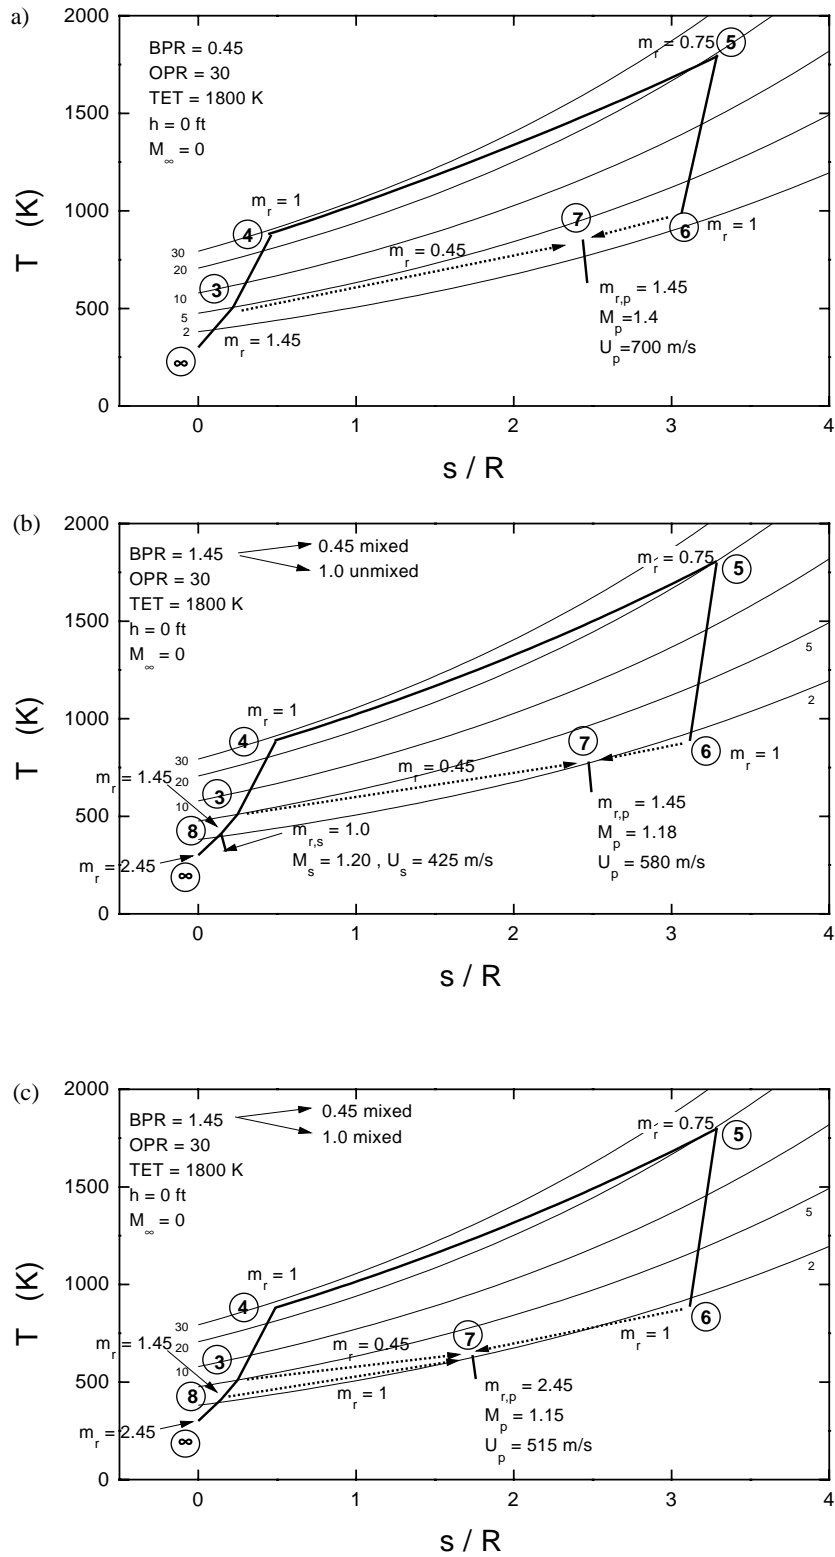 a)
2000
1500
1000
500
0
T (K)
BPR = 0.45
OPR = 30
TET = 1800 K
h = 0 ft
M∞ = 0
m_r = 0.75
5
m_r = 1
4
7
6
m_r = 1
30
20
10
5
2
3
m_r = 0.45
m_r = 1.45
∞
m_r,p = 1.45
M_p=1.4
U_p=700 m/s
0 1 2 3 4
s / R
(b)
2000
1500
1000
500
0
T (K)
BPR = 1.45
0.45 mixed
1.0 unmixed
OPR = 30
TET = 1800 K
h = 0 ft
M∞ = 0
m_r = 0.75
5
m_r = 1
5
2
4
7
6
m_r = 1
30
20
10
m_r = 1.45
3
m_r = 0.45
8
m_r = 2.45
∞
m_r,s = 1.0
M_s = 1.20 , U_s = 425 m/s
m_r,p = 1.45
M_p = 1.18
U_p = 580 m/s
0 1 2 3 4
s / R
(c)
2000
1500
1000
500
0
T (K)
BPR = 1.45
0.45 mixed
1.0 mixed
OPR = 30
TET = 1800 K
h = 0 ft
M∞ = 0
m_r = 0.75
5
m_r = 1
5
2
4
7
6
m_r = 1
30
20
10
m_r = 1.45
3
m_r = 0.45
8
m_r = 1
m_r = 2.45
∞
m_r,p = 2.45
M_p = 1.15
U_p = 515 m/s
0 1 2 3 4
s / R